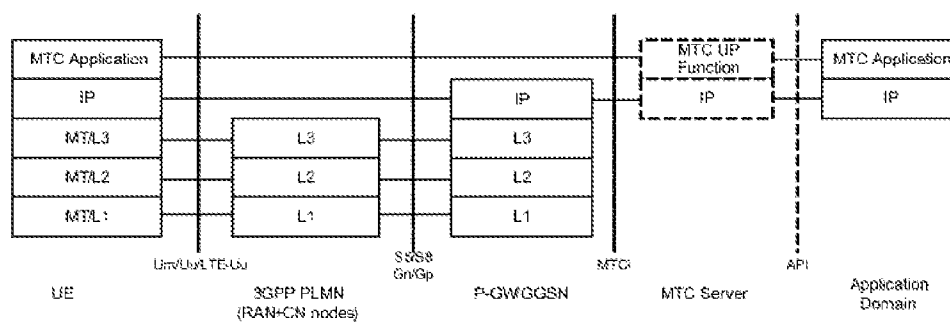 MTC Application
MTC UP
Function
MTC Application
IP
IP
IP
IP
MT/L3
L3
L3
MT/L2
L2
L2
MT/L1
L1
L1
Um/Uu/LTE-Uu
S5/S8
Gn/Gp
MTCi
API
UE
3GPP PLMN
(RAN+CN nodes)
P-GW/GGSN
MTC Server
Application
Domain